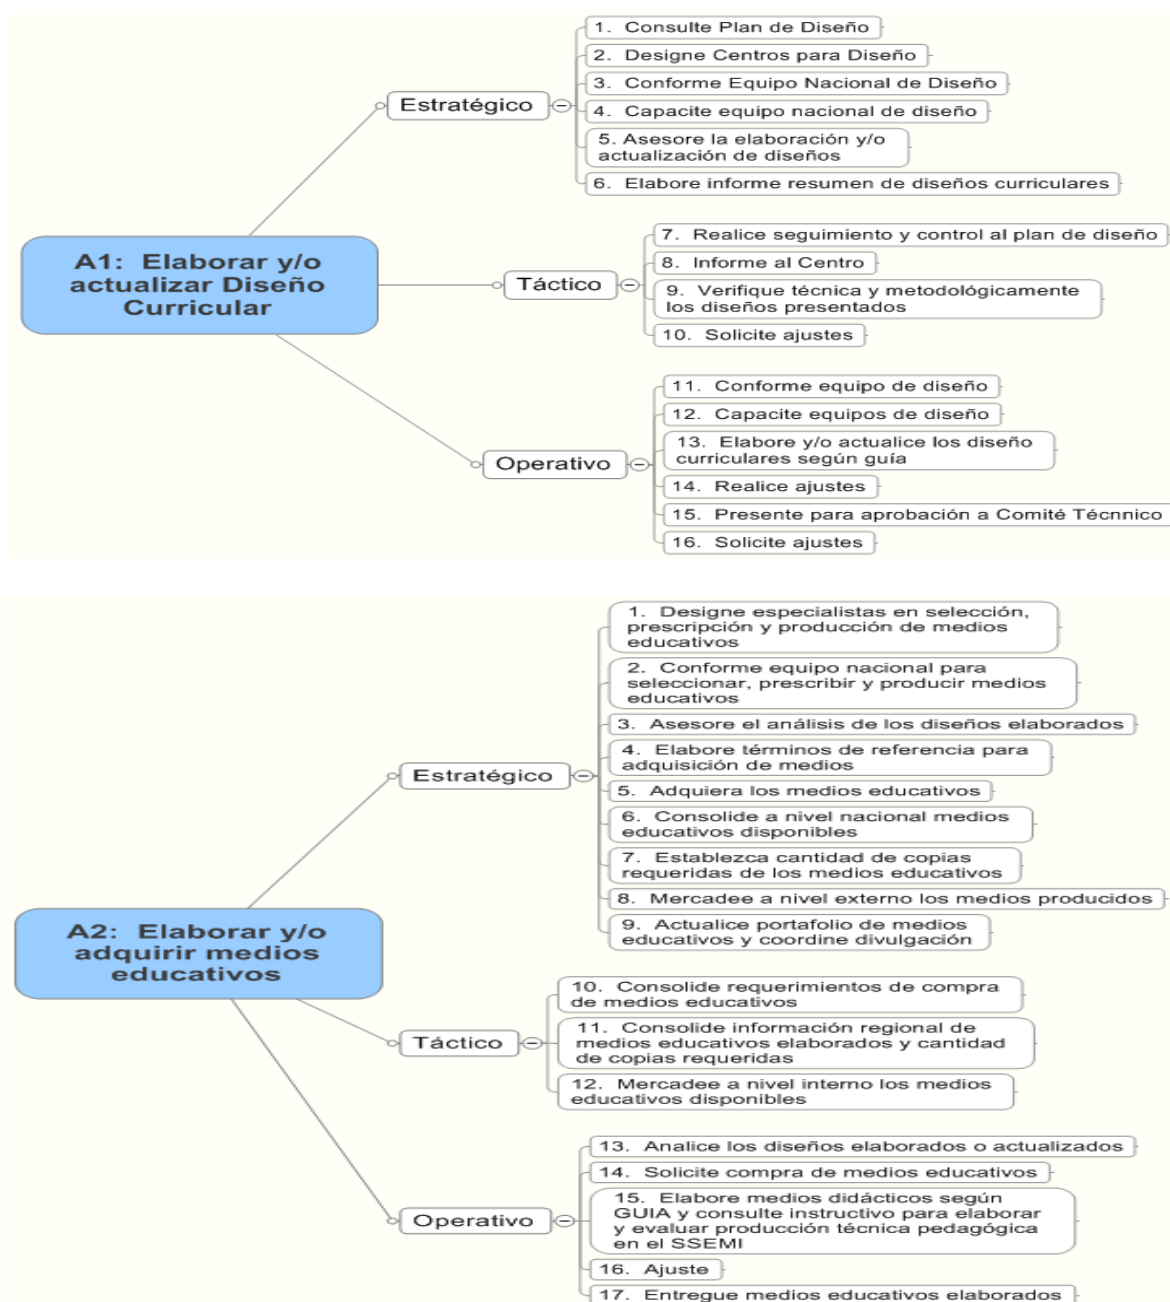 1. Consulte Plan de Diseño
2. Designe Centros para Diseño
3. Conforme Equipo Nacional de Diseño
Estratégico
4. Capacite equipo nacional de diseño
5. Asesore la elaboración y/o
actualización de diseños
6. Elabore informe resumen de diseños curriculares
A1: Elaborar y/o
actualizar Diseño
Curricular
7. Realice seguimiento y control al plan de diseño
8. Informe al Centro
Táctico
9. Verifique técnica y metodológicamente
los diseños presentados
10. Solicite ajustes
11. Conforme equipo de diseño
12. Capacite equipos de diseño
Operativo
13. Elabore y/o actualice los diseño
curriculares según guía
14. Realice ajustes
15. Presente para aprobación a Comité Técnnico
16. Solicite ajustes
1. Designe especialistas en selección,
prescripción y producción de medios
educativos
2. Conforme equipo nacional para
seleccionar, prescribir y producir medios
educativos
3. Asesore el análisis de los diseños elaborados
4. Elabore términos de referencia para
adquisición de medios
Estratégico
5. Adquiera los medios educativos
6. Consolide a nivel nacional medios
educativos disponibles
7. Establezca cantidad de copias
requeridas de los medios educativos
8. Mercadee a nivel externo los medios producidos
9. Actualice portafolio de medios
educativos y coordine divulgación
A2: Elaborar y/o
adquirir medios
educativos
10. Consolide requerimientos de compra
de medios educativos
Táctico
11. Consolide información regional de
medios educativos elaborados y cantidad
de copias requeridas
12. Mercadee a nivel interno los medios
educativos disponibles
13. Analice los diseños elaborados o actualizados
14. Solicite compra de medios educativos
Operativo
15. Elabore medios didácticos según
GUIA y consulte instructivo para elaborar
y evaluar producción técnica pedagógica
en el SSEMI
16. Ajuste
17. Entregue medios educativos elaborados